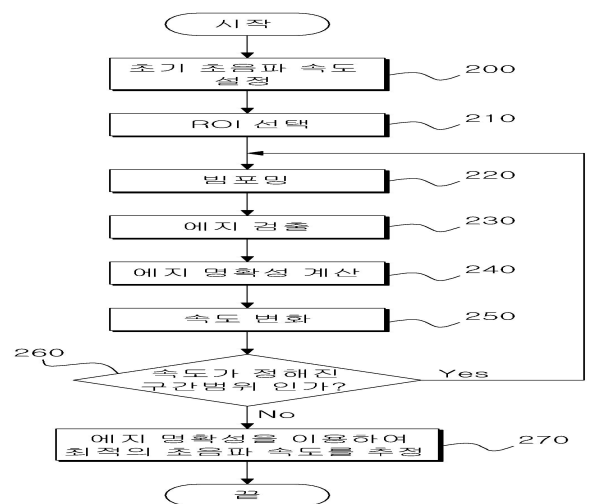 시작
초기 초음파 속도
설정
200
ROI 선택
210
빔포밍
220
에지 검출
230
에지 명확성 계산
240
속도 변화
250
260
속도가 정해진
구간범위 인가?
Yes
No
에지 명확성을 이용하여
최적의 초음파 속도를 추정
270
끝